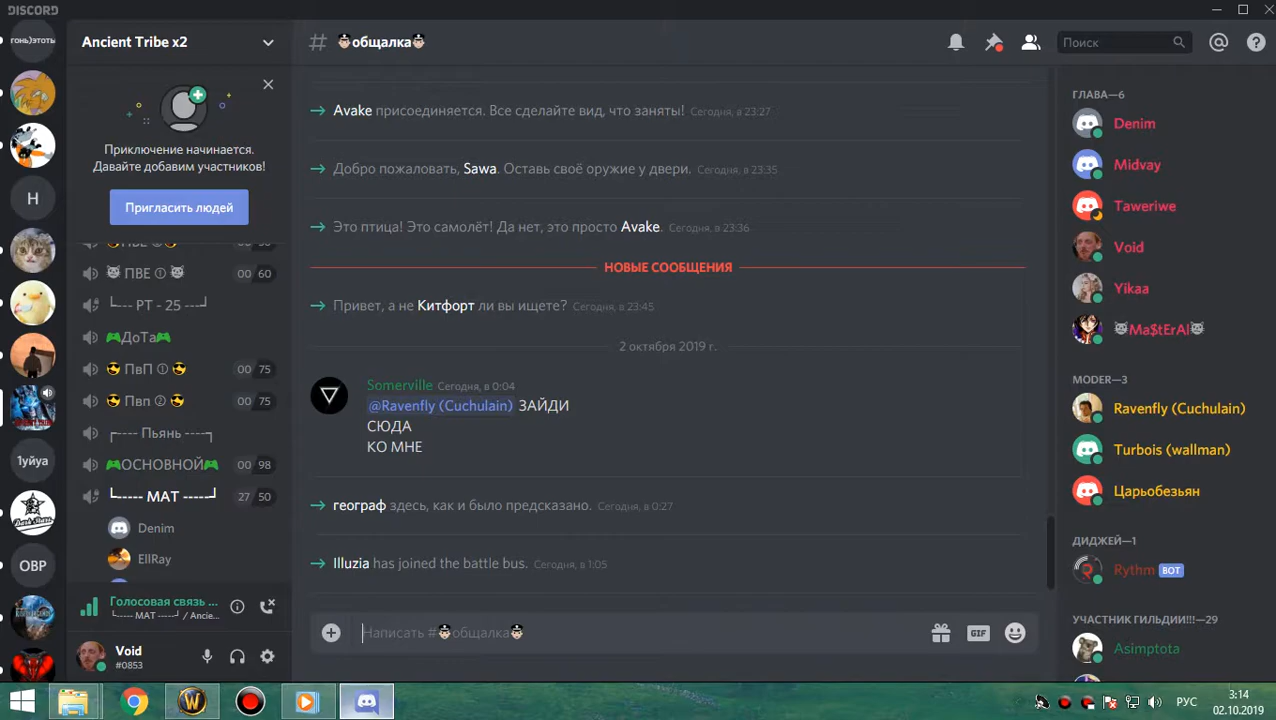 DISCORD
гонь)этоть
Н
1уйуа
ОВР
Ancient Tribe x2
Приключение начинается.
Давайте добавим участников!
Пригласить людей
ПВЕ ① 00 60
└--- РТ - 25 ---┘
ДоТа
ПвП ① 00 75
Пвп ② 00 75
┌---- Пьянь ----┐
ОСНОВНОЙ 00 98
└----- МАТ -----┘ 27 50
Denim
EllRay
Голосовая связь ...
└----- МАТ -----┘ / Ancie...
Void
#0853
# общалка
Поиск
Avake присоединяется. Все сделайте вид, что заняты! Сегодня, в 23:27
Добро пожаловать, Sawa. Оставь своё оружие у двери. Сегодня, в 23:35
Это птица! Это самолёт! Да нет, это просто Avake. Сегодня, в 23:36
НОВЫЕ СООБЩЕНИЯ
Привет, а не Китфорт ли вы ищете? Сегодня, в 23:45
2 октября 2019 г.
Somerville Сегодня, в 0:04
@Ravenfly (Cuchulain) ЗАЙДИ
СЮДА
КО МНЕ
географ здесь, как и было предсказано. Сегодня, в 0:27
Illuzia has joined the battle bus. Сегодня, в 1:05
Написать #общалка
GIF
ГЛАВА—6
Denim
Midvay
Taweriwe
Void
Yikaa
Ma$tErAl
MODER—3
Ravenfly (Cuchulain)
Turbois (wallman)
Царьобезьян
ДИДЖЕЙ—1
Rythm BOT
УЧАСТНИК ГИЛЬДИИ!!!—29
Asimptota
РУС
3:14
02.10.2019